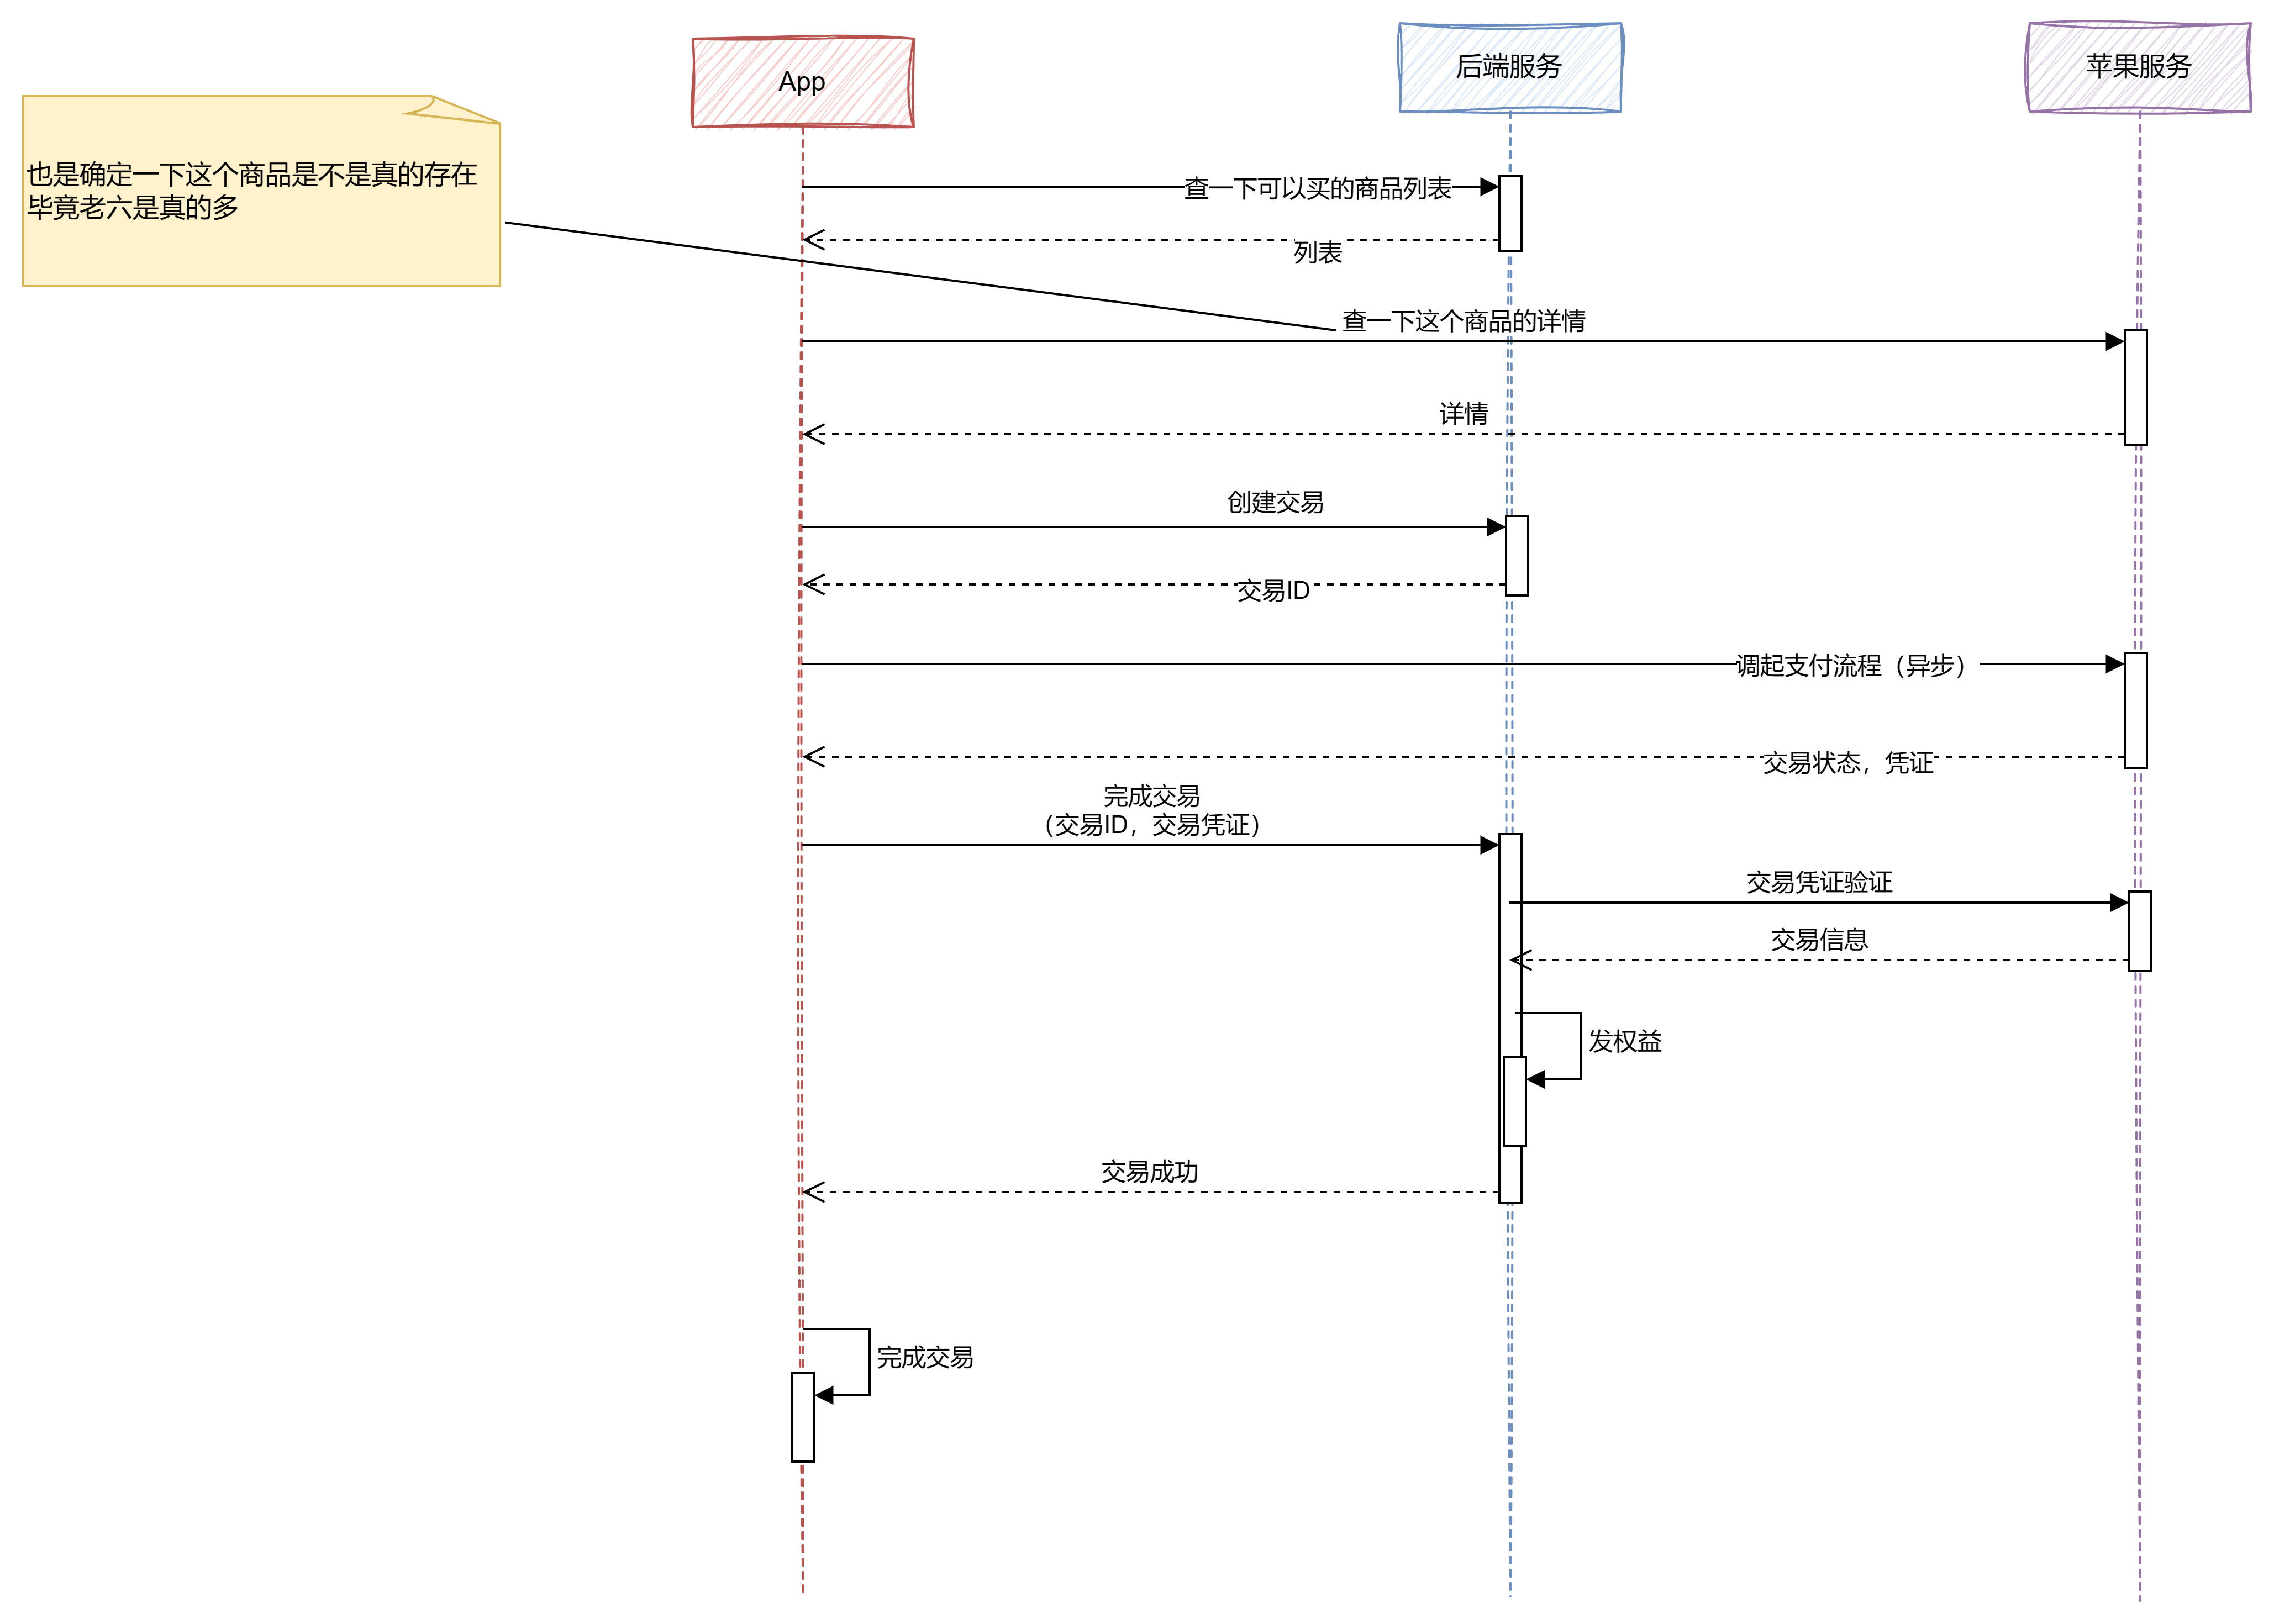 App
后端服务
苹果服务
也是确定一下这个商品是不是真的存在
毕竟老六是真的多
查一下可以买的商品列表
列表
查一下这个商品的详情
详情
创建交易
交易ID
调起支付流程（异步）
交易状态，凭证
完成交易
（交易ID，交易凭证）
交易凭证验证
交易信息
发权益
交易成功
完成交易